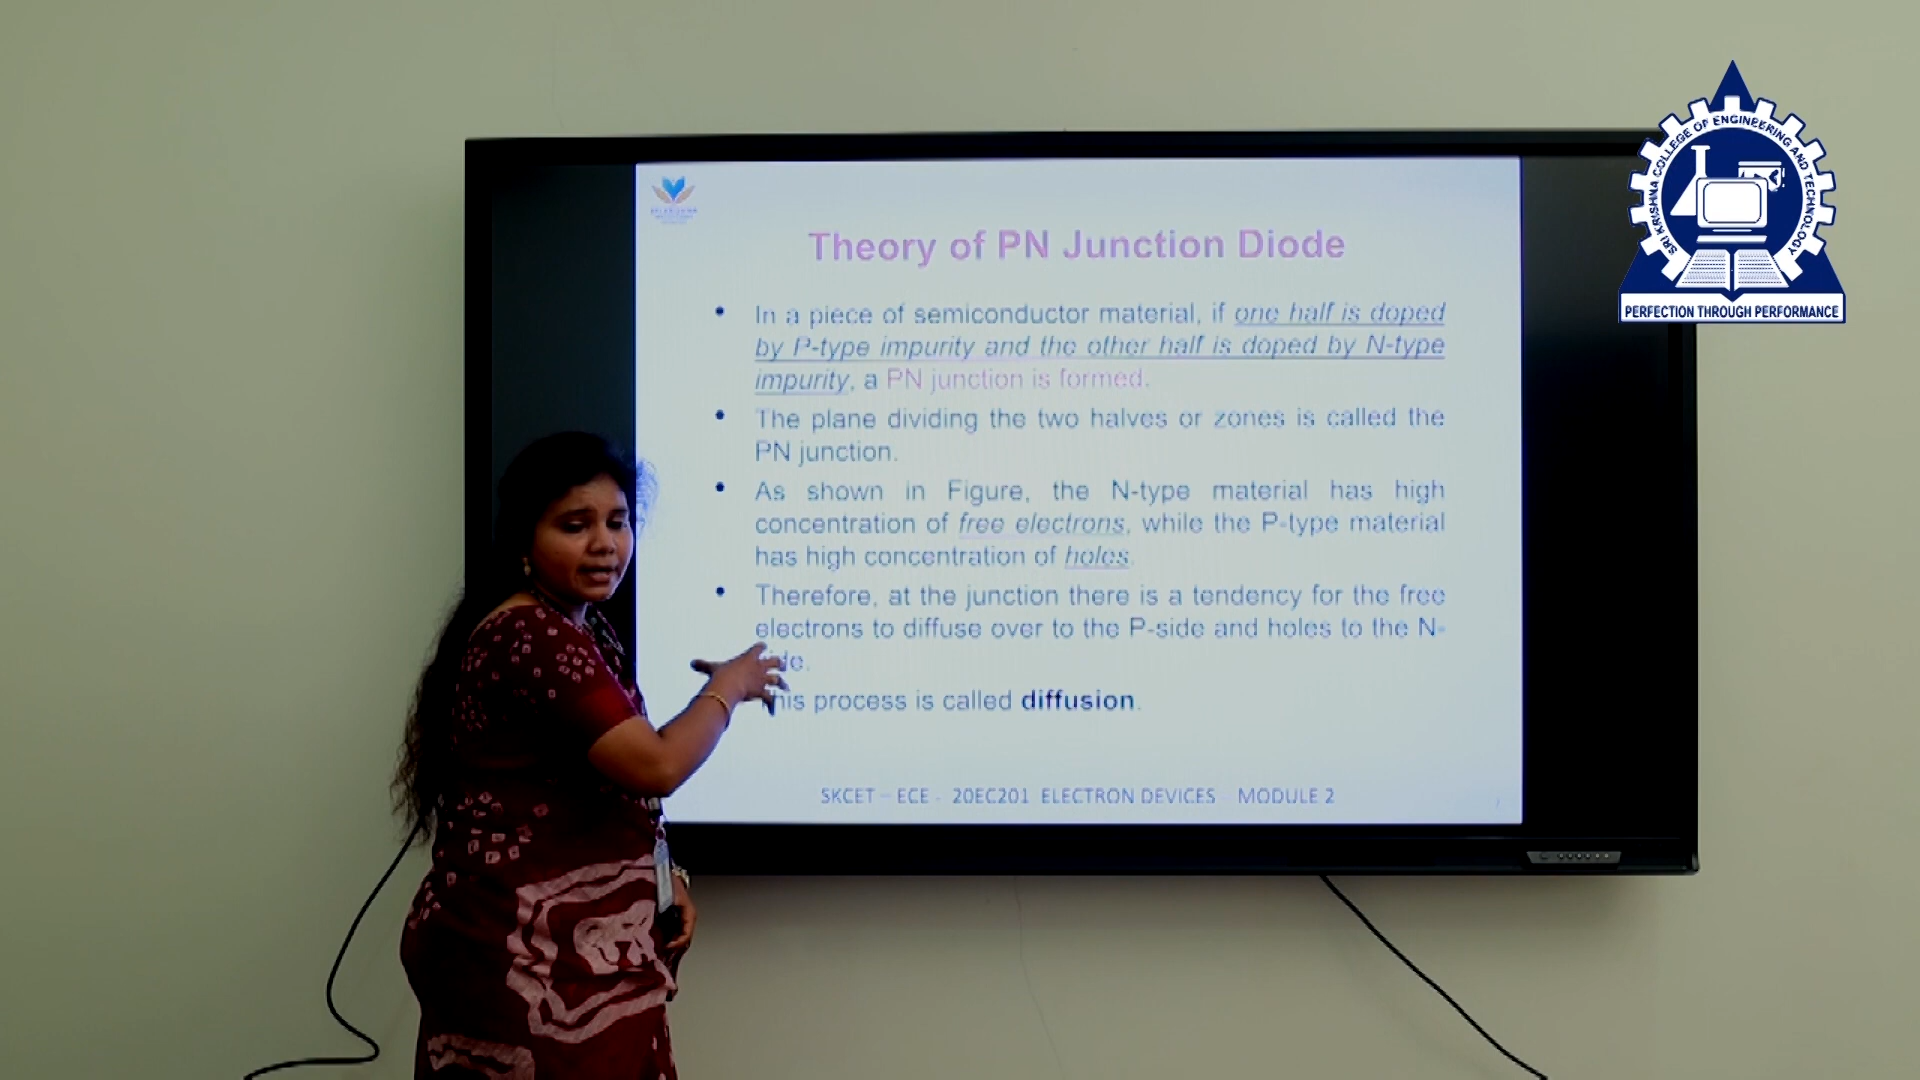 SRI KRISHNA COLLEGE OF ENGINEERING AND TECHNOLOGY
PERFECTION THROUGH PERFORMANCE
Theory of PN Junction Diode
• In a piece of semiconductor material, if one half is doped
by P-type impurity and the other half is doped by N-type
impurity, a PN junction is formed.
• The plane dividing the two halves or zones is called the
PN junction.
• As shown in Figure, the N-type material has high
concentration of free electrons, while the P-type material
has high concentration of holes.
• Therefore, at the junction there is a tendency for the free
electrons to diffuse over to the P-side and holes to the N-
side.
This process is called diffusion.
SKCET – ECE - 20EC201 ELECTRON DEVICES - MODULE 2